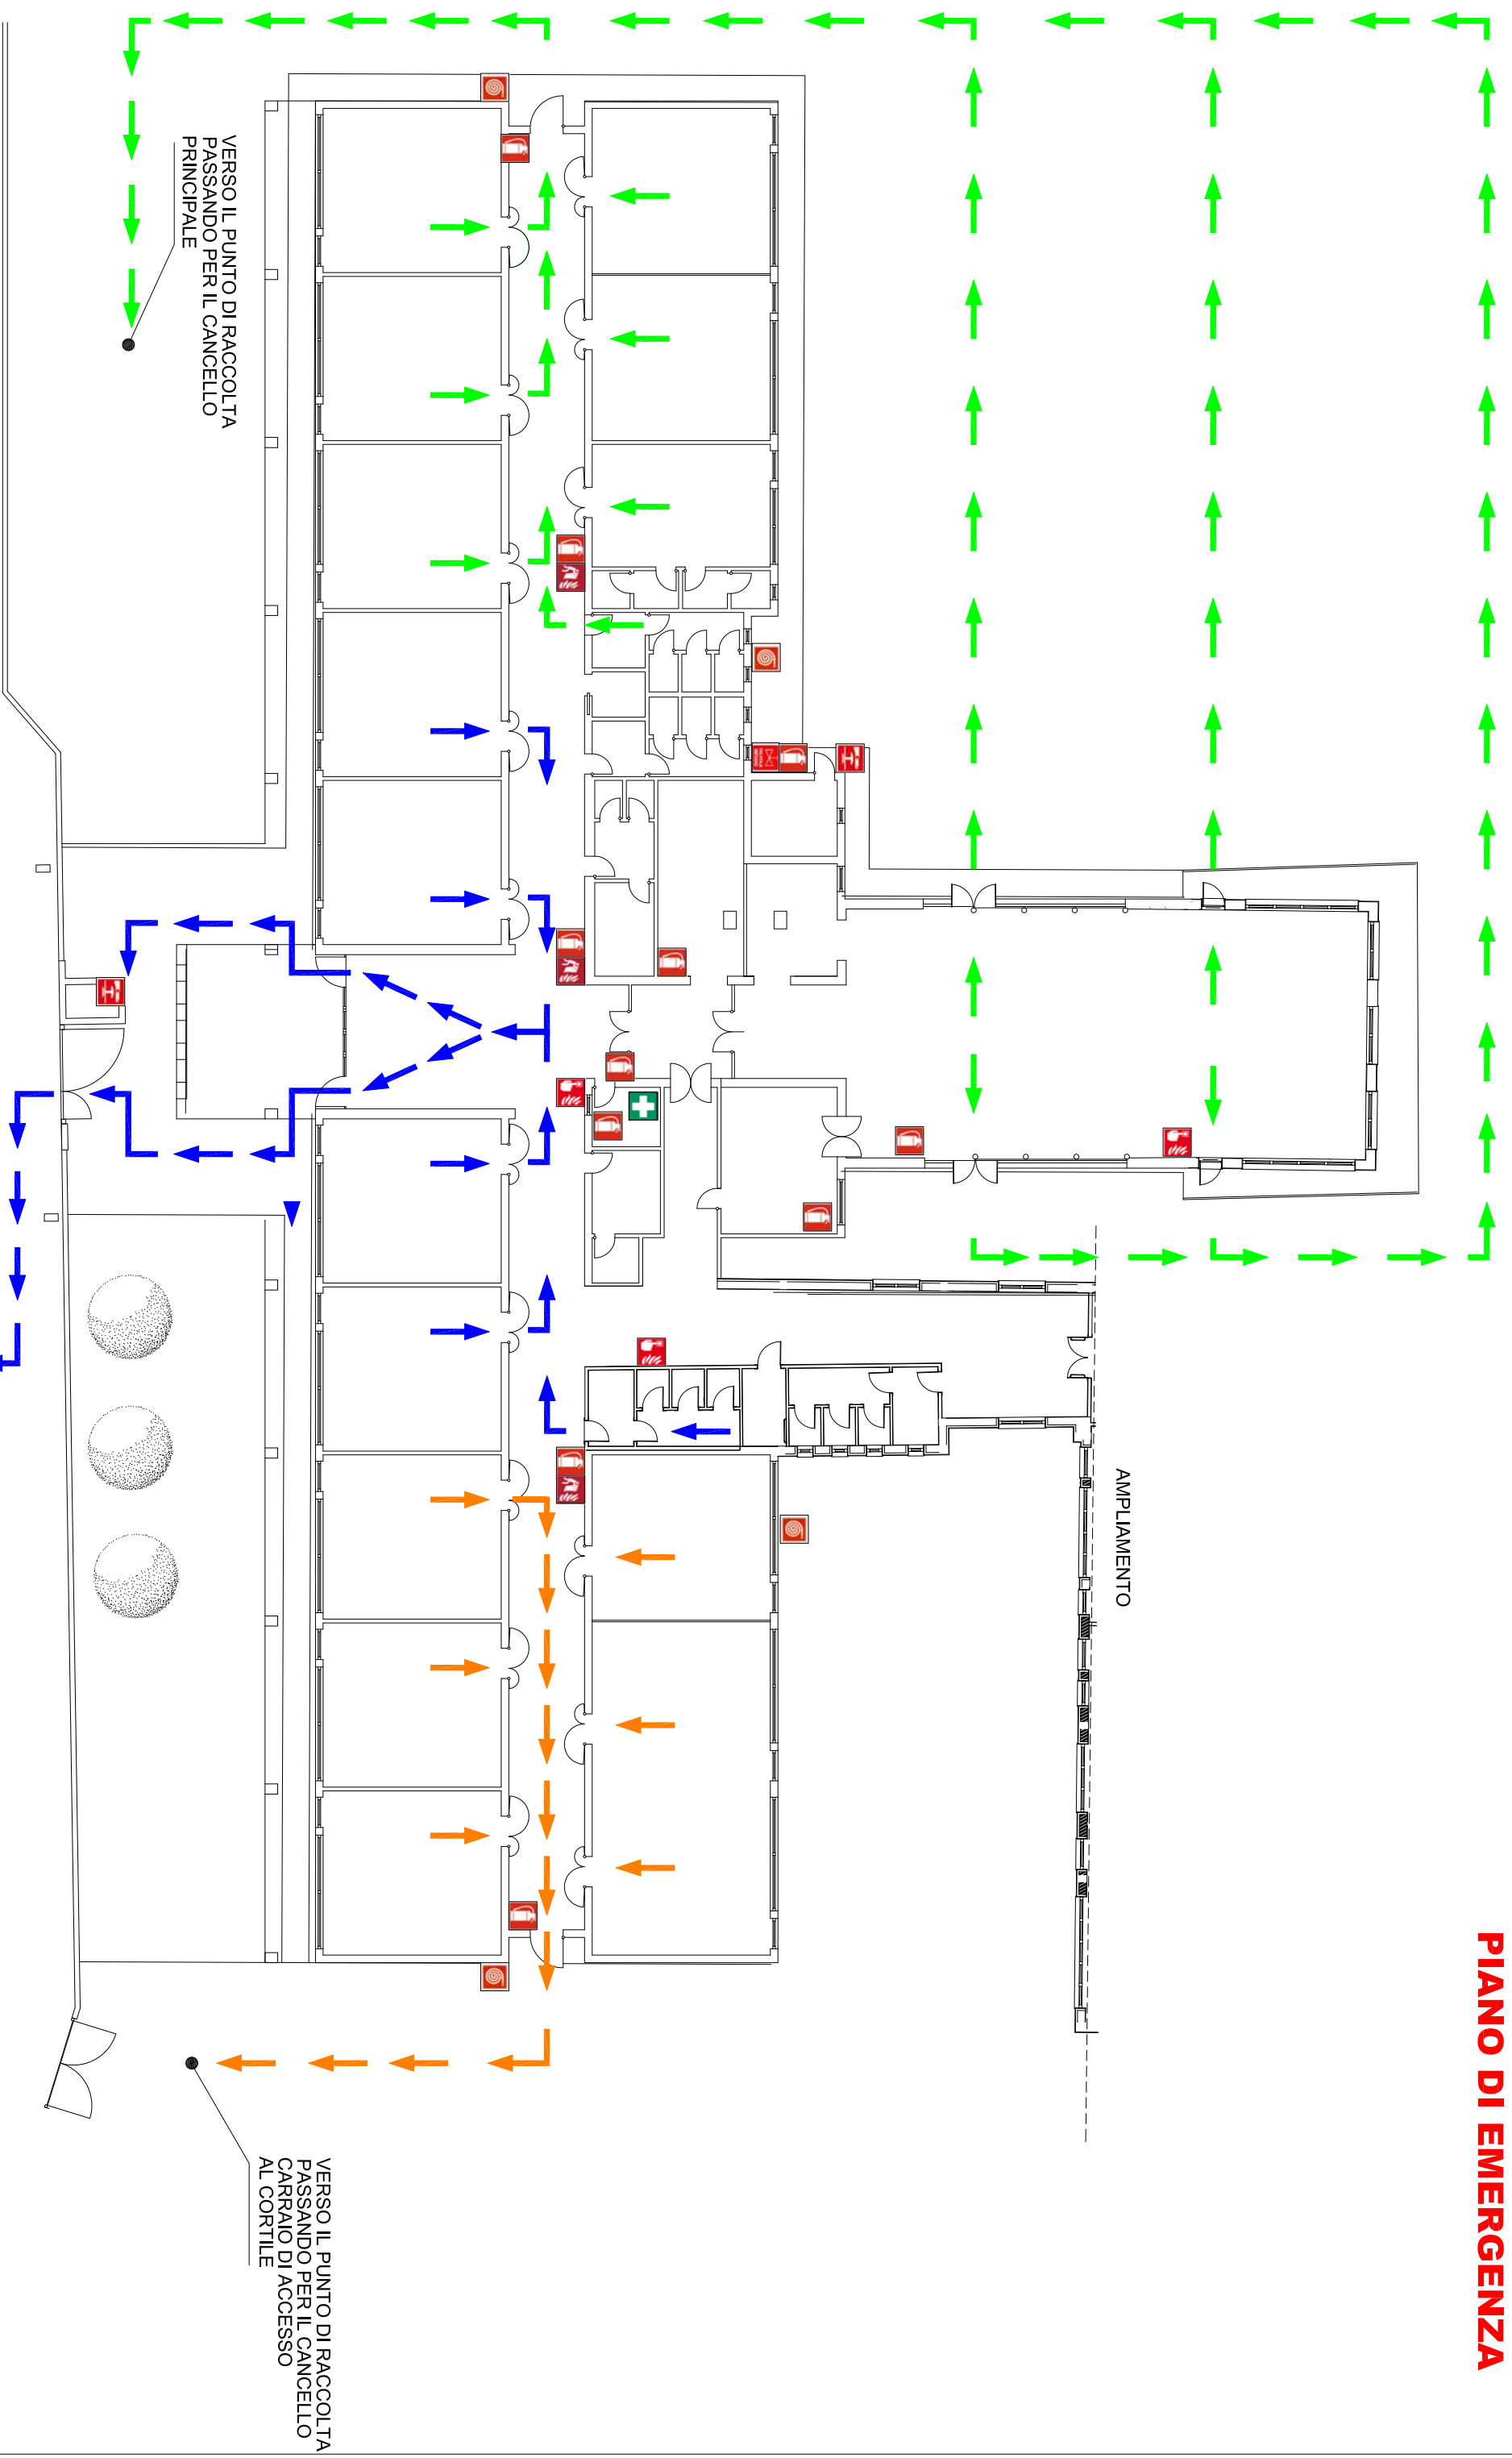 PIANO DI EMERGENZA
AMPLIAMENTO
VERSO IL PUNTO DI RACCOLTA
PASSANDO PER IL CANCELLO
PRINCIPALE
VERSO IL PUNTO DI RACCOLTA
PASSANDO PER IL CANCELLO
CARRAIO DI ACCESSO
AL CORTILE